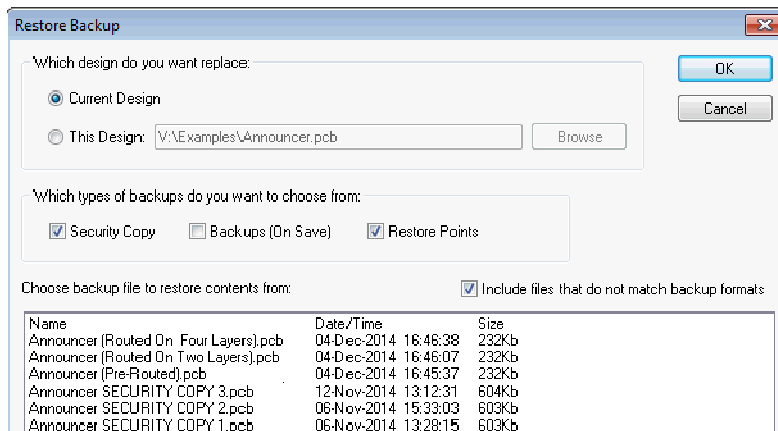 Restore Backup
Which design do you want replace:
OK
Current Design
Cancel
This Design: V:\Examples\Announcer.pcb Browse
Which types of backups do you want to choose from:
Security Copy Backups (On Save) Restore Points
Choose backup file to restore contents from: Include files that do not match backup formats
Name Date/Time Size
Announcer (Routed On Four Layers).pcb 04-Dec-2014 16:46:38 232Kb
Announcer (Routed On Two Layers).pcb 04-Dec-2014 16:46:07 232Kb
Announcer (Pre-Routed).pcb 04-Dec-2014 16:45:37 232Kb
Announcer SECURITY COPY 3.pcb 12-Nov-2014 13:12:31 604Kb
Announcer SECURITY COPY 2.pcb 06-Nov-2014 15:33:03 603Kb
Announcer SECURITY COPY 1.pcb 06-Nov-2014 13:28:15 603Kb